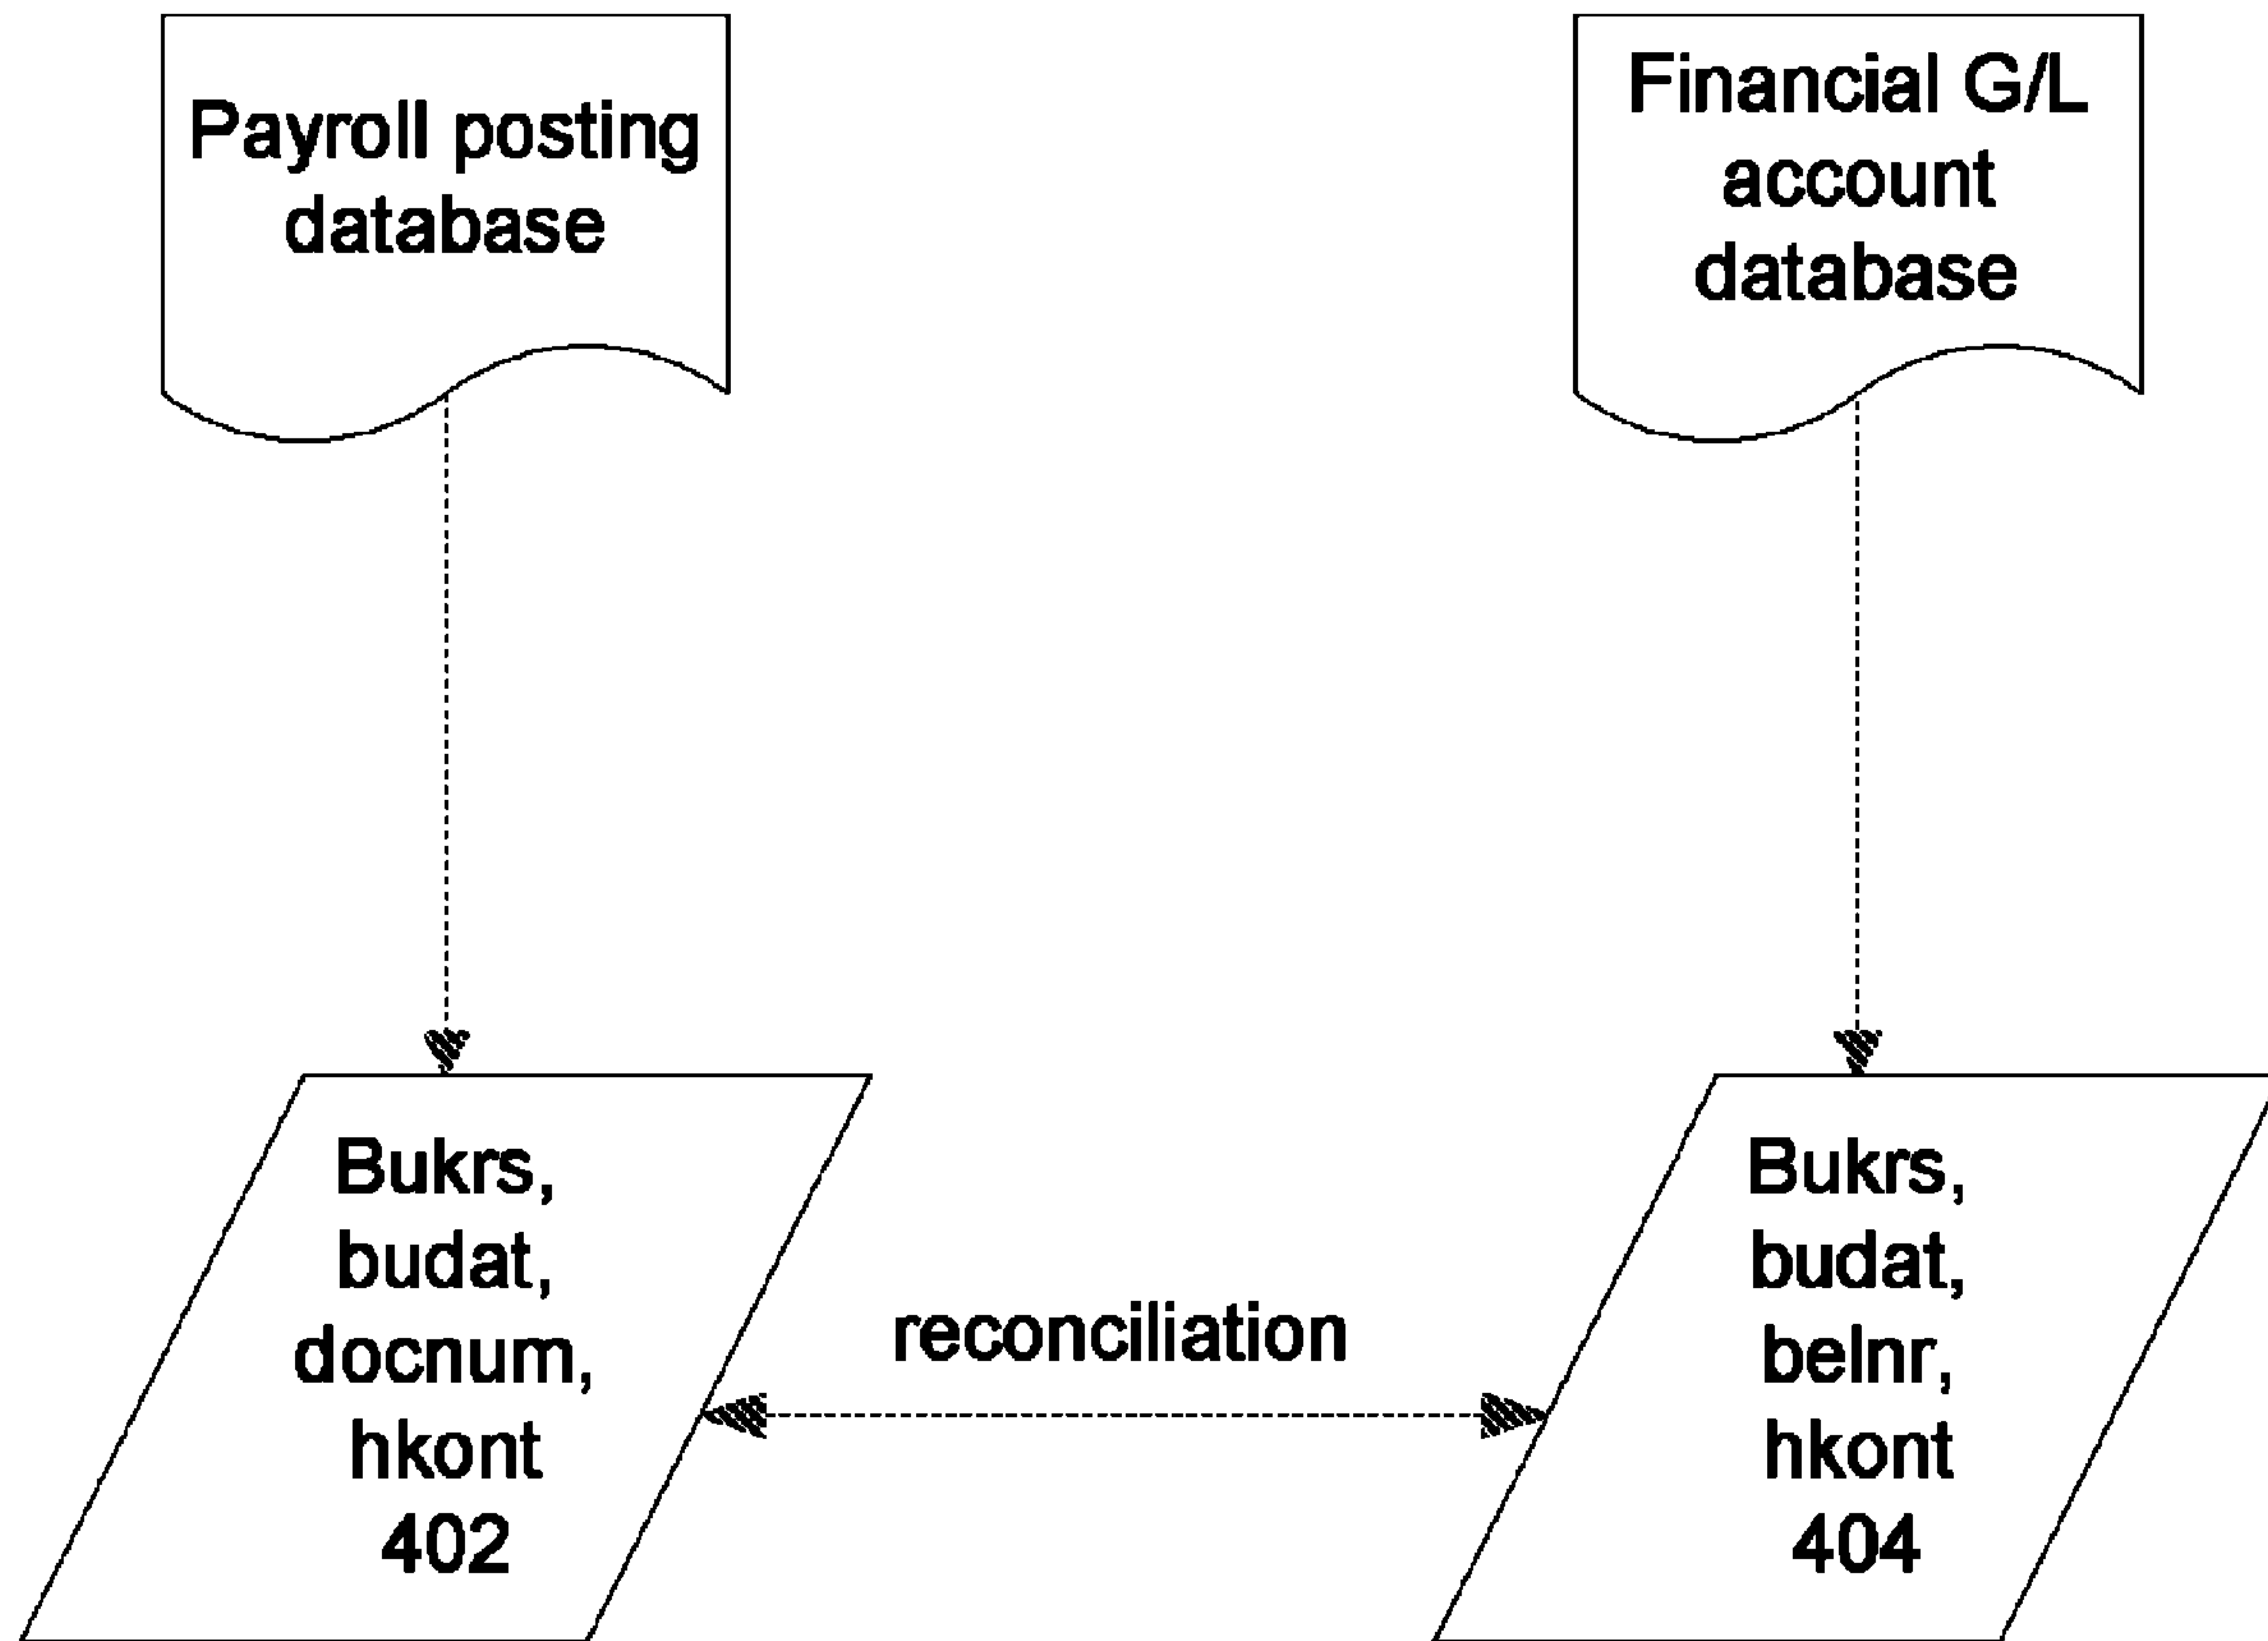 Payroll posting
database
Financial G/L
account
database
Bukrs,
budat,
docnum,
hkont
402
reconciliation
Bukrs,
budat,
belnr,
hkont
404